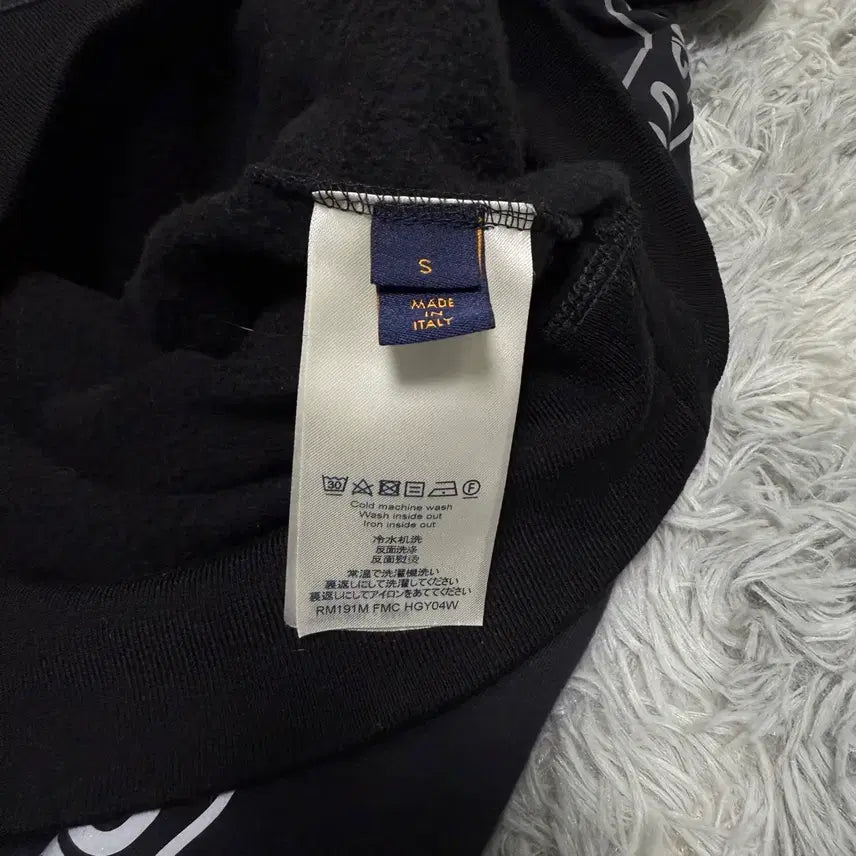 S
MADE
IN
ITALY
30 F
Cold machine wash
Wash inside out
Iron inside out
冷水机洗
反面洗涤
反面熨烫
常温で洗濯機洗い
裏返しにして洗濯してください
裏返しにしてアイロンをあててください
RM191M FMC HGY04W